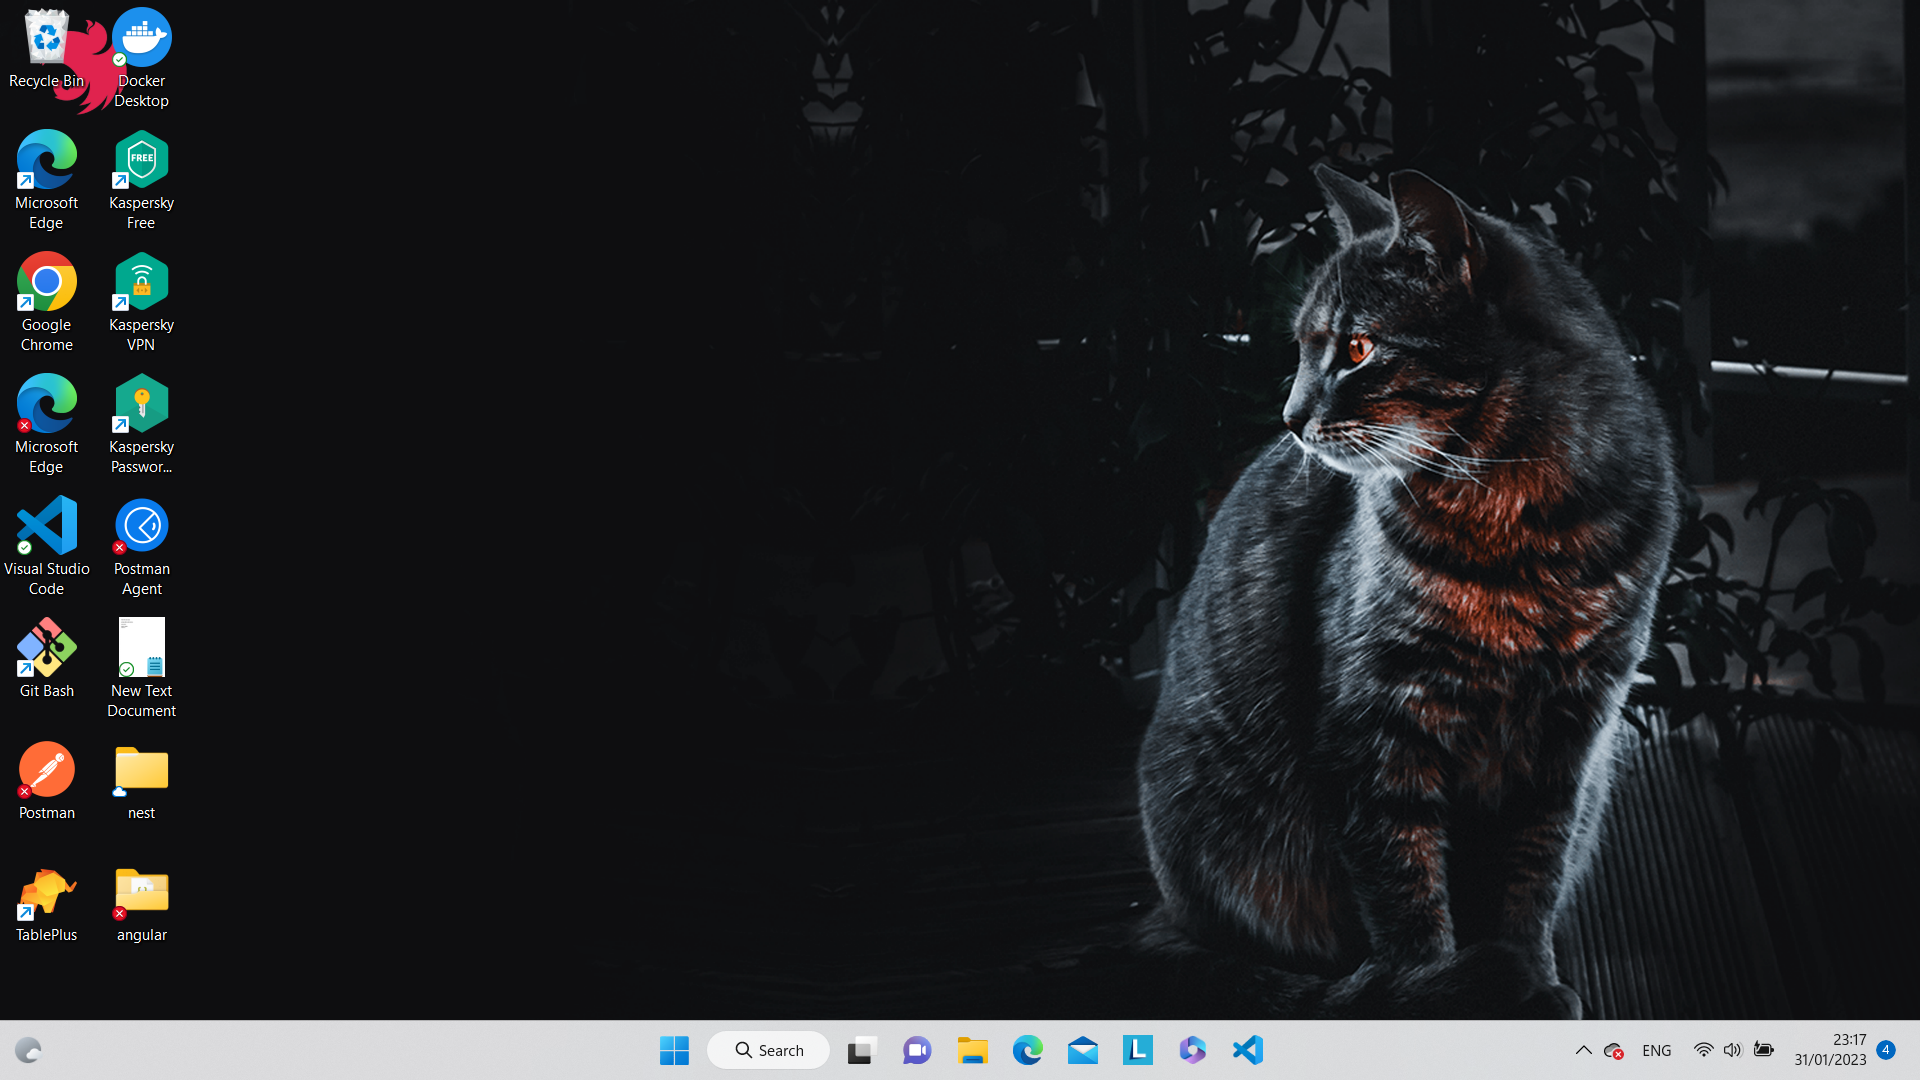 Recycle Bin
Docker
Desktop
Microsoft
Edge
FREE
Kaspersky
Free
Google
Chrome
Kaspersky
VPN
Microsoft
Edge
Kaspersky
Passwor...
Visual Studio
Code
Postman
Agent
Git Bash
New Text
Document
Postman
nest
TablePlus
angular
Search
L
ENG
23:17
31/01/2023
4